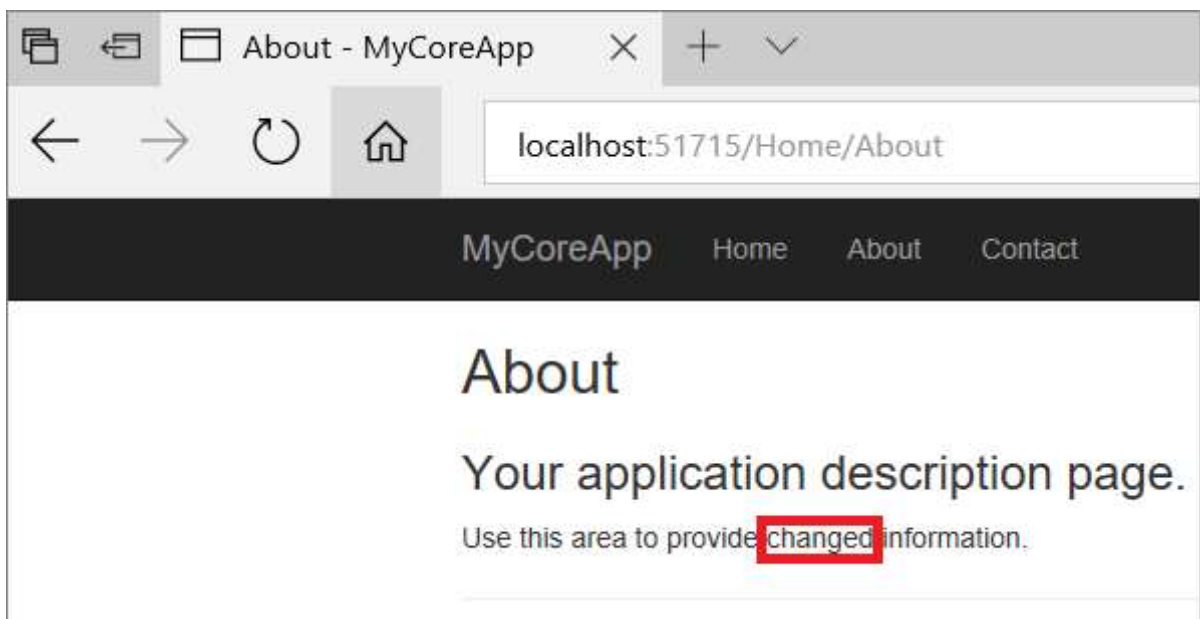 About - MyCoreApp
localhost:51715/Home/About
MyCoreApp Home About Contact
About
Your application description page.
Use this area to provide changed information.